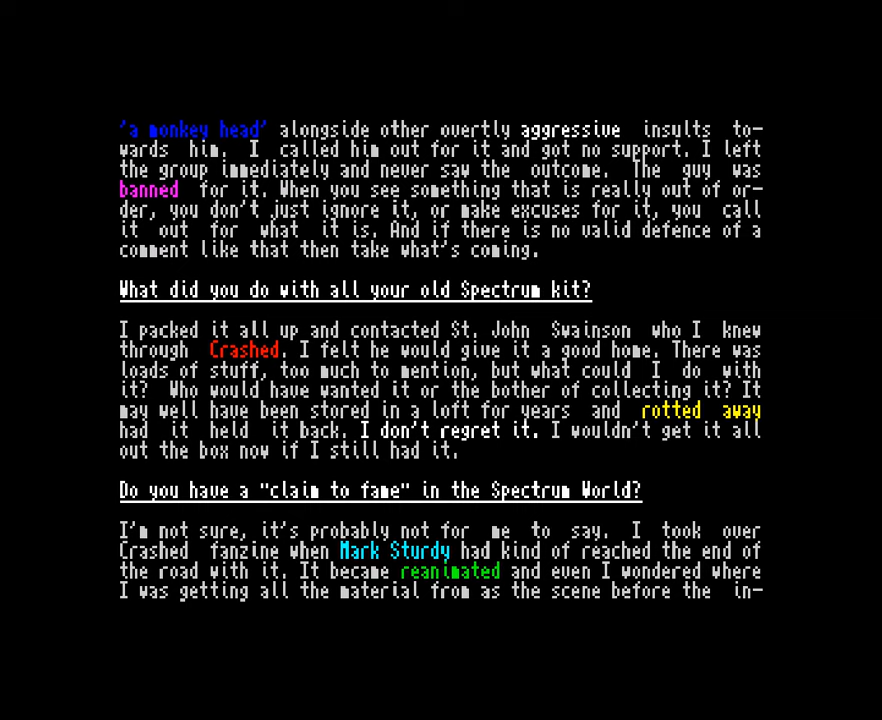 'a monkey head' alongside other overtly aggressive  insults  to-
wards  him.  I  called him out for it and got no support. I left
the group immediately and never saw the  outcome.  The  guy  was
banned  for it. When you see something that is really out of or-
der, you don't just ignore it, or make excuses for it, you  call
it  out  for  what  it is. And if there is no valid defence of a
comment like that then take what's coming.
What did you do with all your old Spectrum kit?
I packed it all up and contacted St. John  Swainson  who I  knew
through  Crashed. I felt he would give it a good home. There was
loads of stuff, too much to mention, but what could  I  do  with
it?  Who would have wanted it or the bother of collecting it? It
may well have been stored in a loft for years  and  rotted  away
had  it  held  it back. I don't regret it. I wouldn't get it all
out the box now if I still had it.
Do you have a "claim to fame" in the Spectrum World?
I'm not sure, it's probably not for  me  to  say.  I  took  over
Crashed  fanzine when Mark Sturdy had kind of reached the end of
the road with it. It became reanimated and even I wondered where
I was getting all the material from as the scene before the  in-